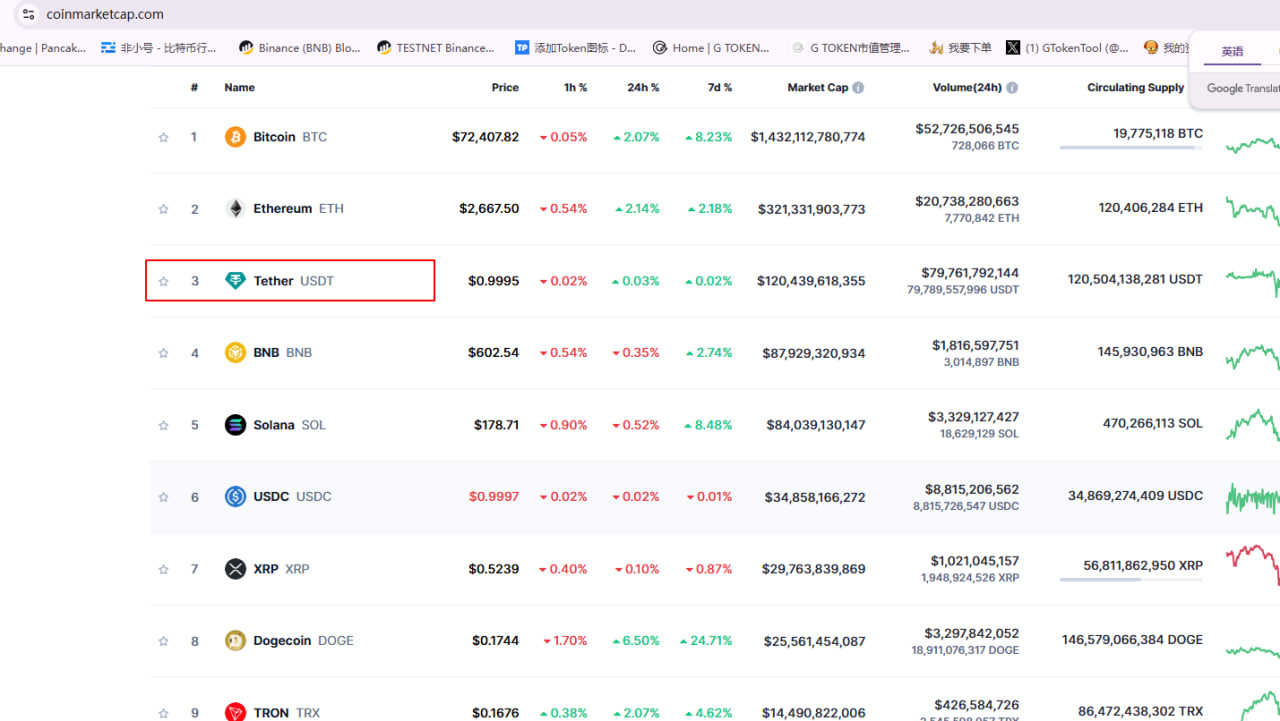 coinmarketcap.com
hange | Pancak... 非小号 - 比特币行... Binance (BNB) Blo... TESTNET Binance... TP 添加Token图标 - D... Home | G TOKEN... G TOKEN市值管理... 我要下单 X (1) GTokenTool (@... 我的 英语
Google Translat
# Name Price 1h % 24h % 7d % Market Cap Volume(24h) Circulating Supply
1 Bitcoin BTC $72,407.82 0.05% 2.07% 8.23% $1,432,112,780,774 $52,726,506,545 19,775,118 BTC
728,066 BTC
2 Ethereum ETH $2,667.50 0.54% 2.14% 2.18% $321,331,903,773 $20,738,280,663 120,406,284 ETH
7,770,842 ETH
3 Tether USDT $0.9995 0.02% 0.03% 0.02% $120,439,618,355 $79,761,792,144 120,504,138,281 USDT
79,789,557,996 USDT
4 BNB BNB $602.54 0.54% 0.35% 2.74% $87,929,320,934 $1,816,597,751 145,930,963 BNB
3,014,897 BNB
5 Solana SOL $178.71 0.90% 0.52% 8.48% $84,039,130,147 $3,329,127,427 470,266,113 SOL
18,629,129 SOL
6 USDC USDC $0.9997 0.02% 0.02% 0.01% $34,858,166,272 $8,815,206,562 34,869,274,409 USDC
8,815,726,547 USDC
7 XRP XRP $0.5239 0.40% 0.10% 0.87% $29,763,839,869 $1,021,045,157 56,811,862,950 XRP
1,948,924,526 XRP
8 Dogecoin DOGE $0.1744 1.70% 6.50% 24.71% $25,561,454,087 $3,297,842,052 146,579,066,384 DOGE
18,911,076,317 DOGE
9 TRON TRX $0.1676 0.38% 2.07% 4.62% $14,490,822,006 $426,584,726 86,472,438,302 TRX